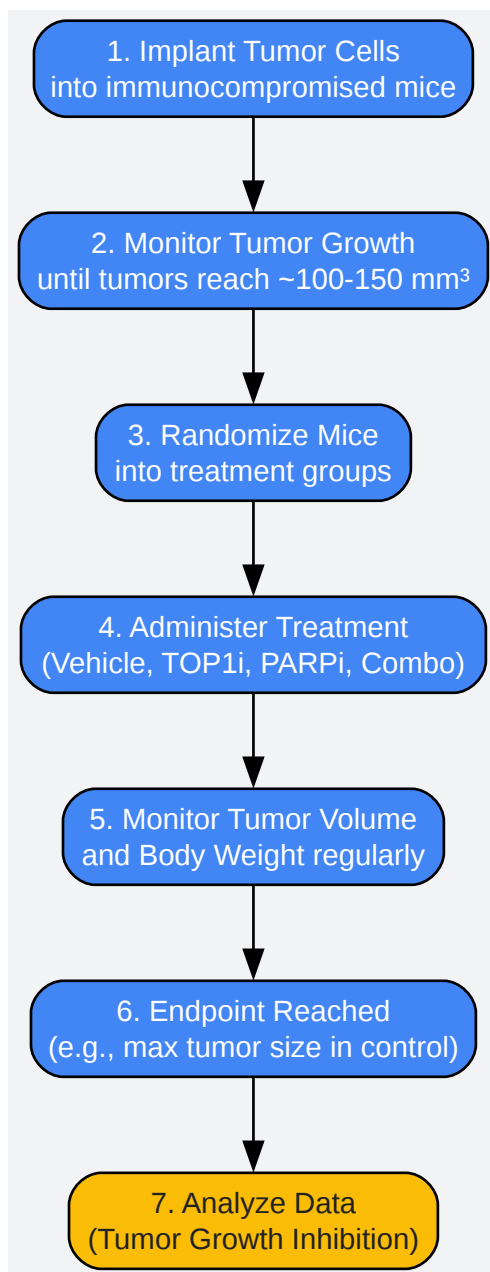 1. Implant Tumor Cells
into immunocompromised mice
2. Monitor Tumor Growth
until tumors reach ~100-150 mm³
3. Randomize Mice
into treatment groups
4. Administer Treatment
(Vehicle, TOP1i, PARPi, Combo)
5. Monitor Tumor Volume
and Body Weight regularly
6. Endpoint Reached
(e.g., max tumor size in control)
7. Analyze Data
(Tumor Growth Inhibition)